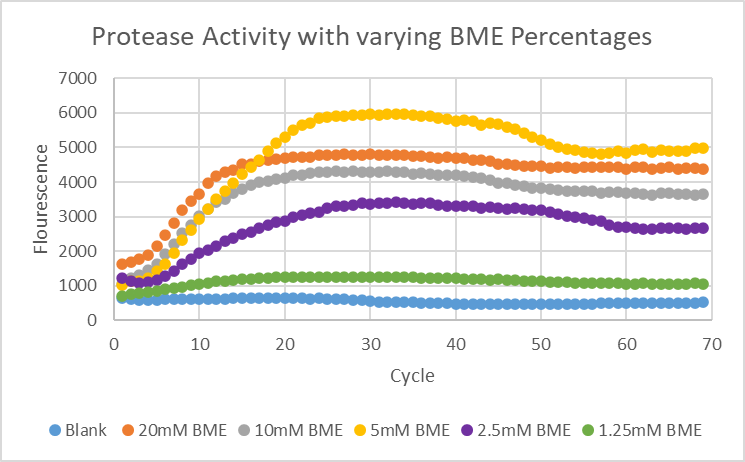 Protease Activity with varying BME Percentages
7000
6000
5000
4000
3000
2000
1000
0
Flourescence
0 10 20 30 40 50 60 70
Cycle
Blank 20mM BME 10mM BME 5mM BME 2.5mM BME 1.25mM BME